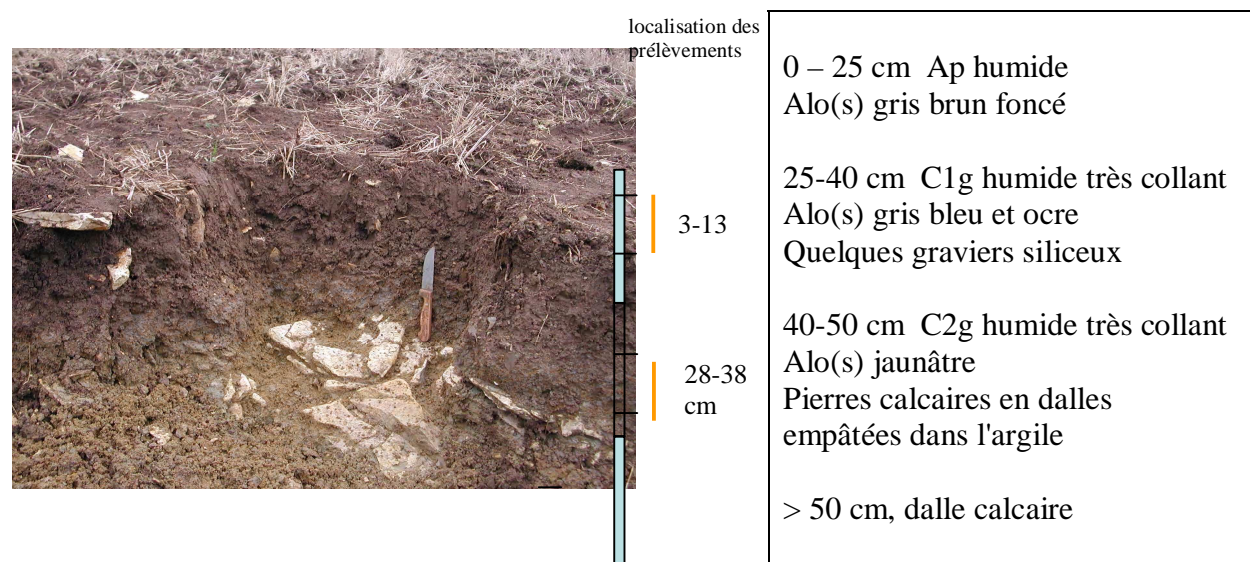 localisation des
prélèvements
3-13
28-38
cm
0 – 25 cm  Ap humide
Alo(s) gris brun foncé
25-40 cm  C1g humide très collant
Alo(s) gris bleu et ocre
Quelques graviers siliceux
40-50 cm  C2g humide très collant
Alo(s) jaunâtre
Pierres calcaires en dalles
empâtées dans l'argile
> 50 cm, dalle calcaire